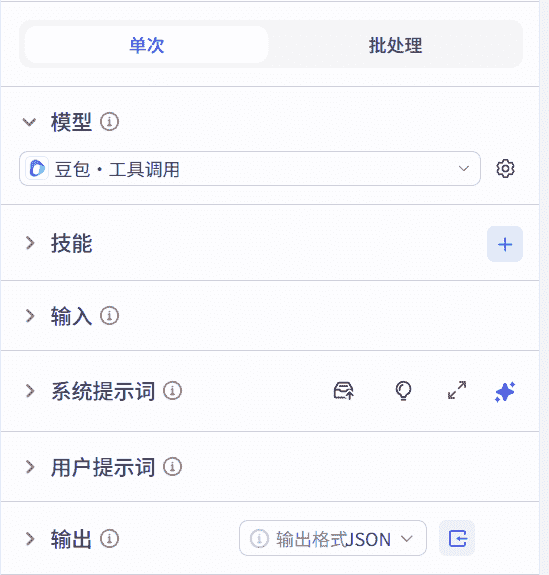 单次
批处理
模型
豆包·工具调用
技能
输入
系统提示词
用户提示词
输出
输出格式JSON